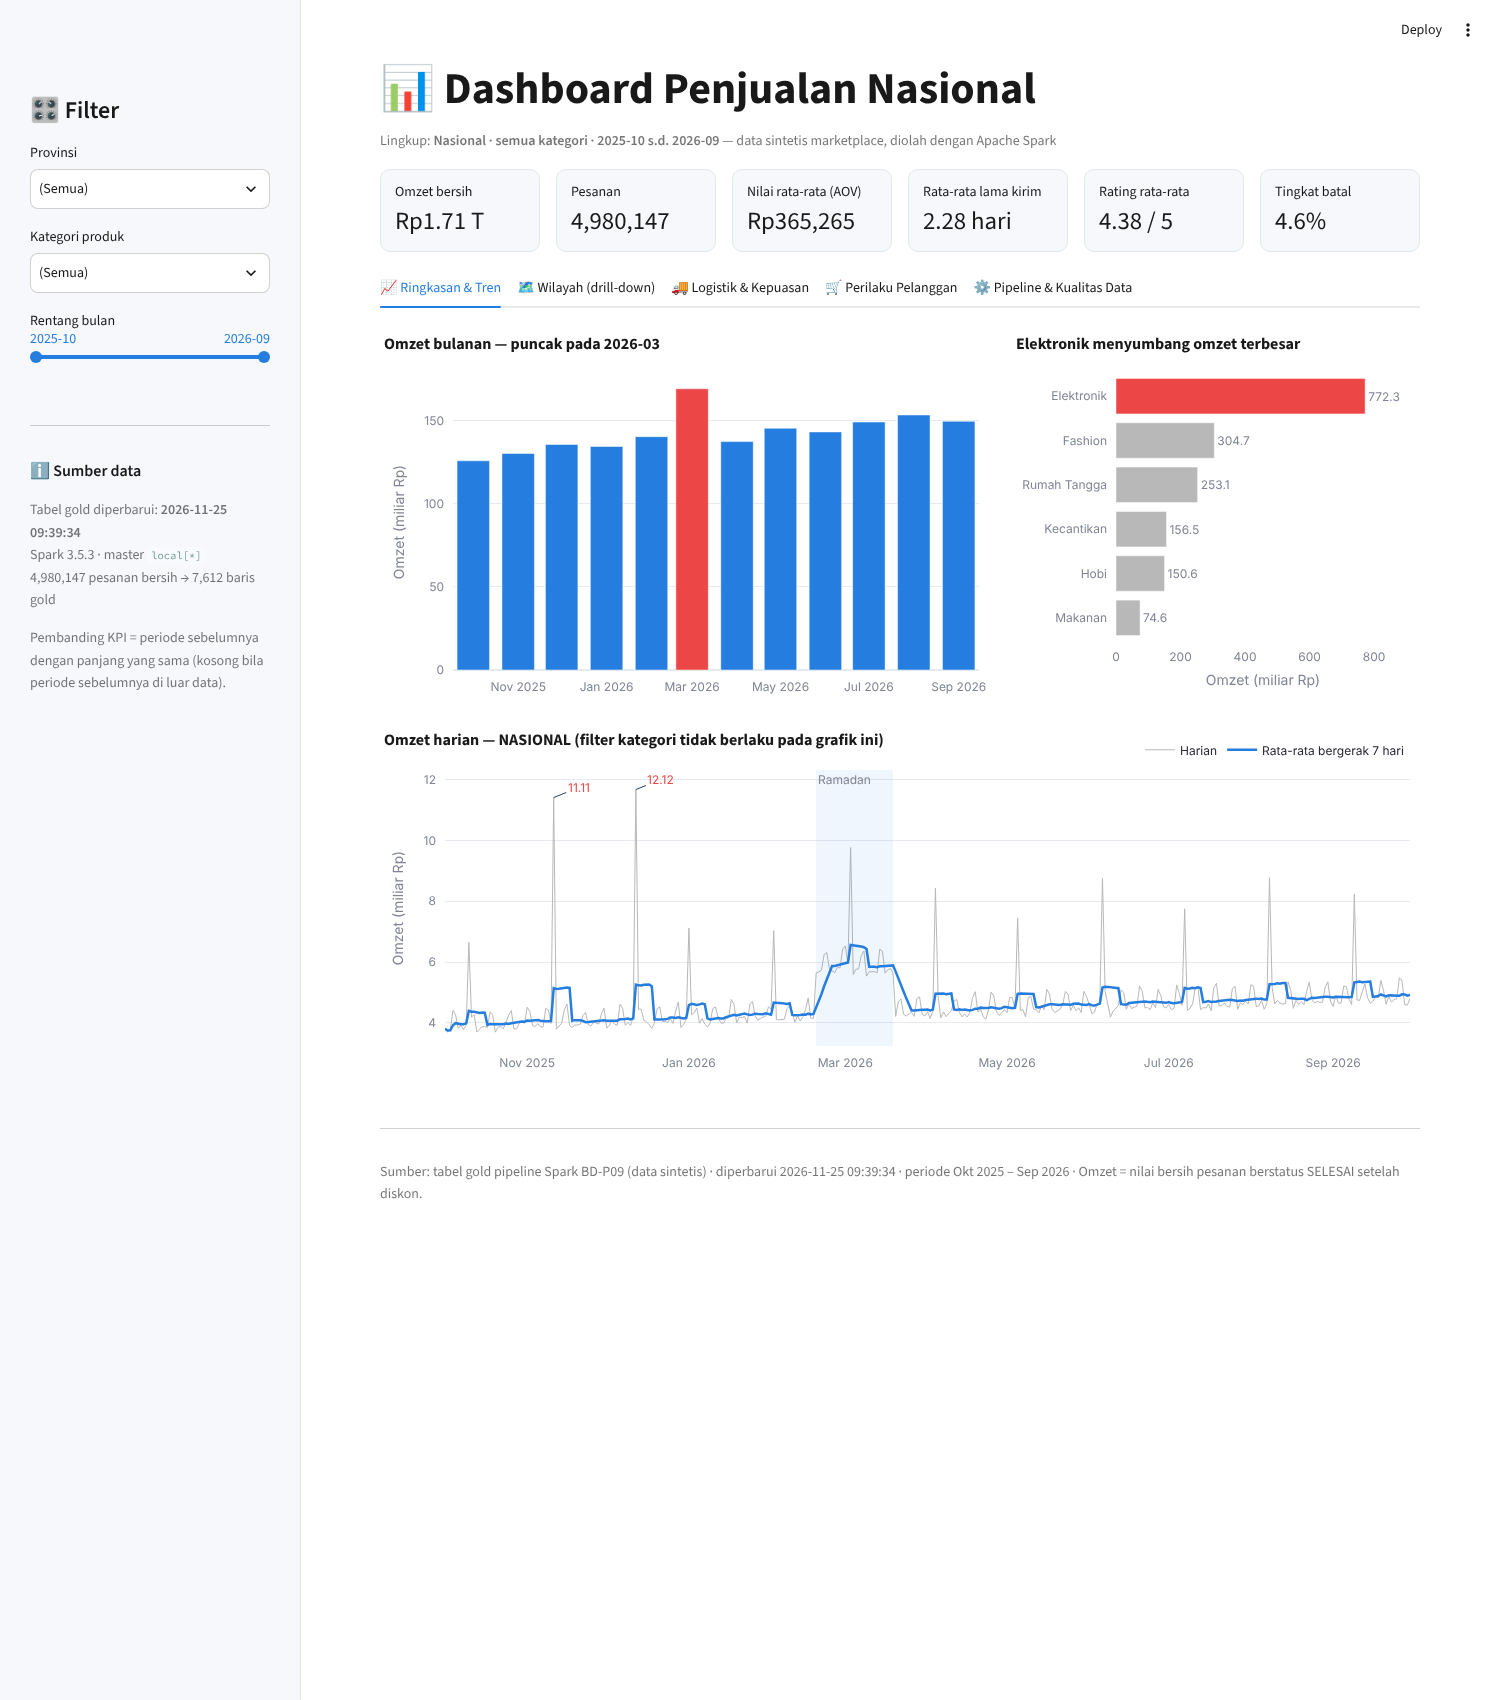 Deploy
Filter
Provinsi
(Semua)
Kategori produk
(Semua)
Rentang bulan
2025-10 2026-09
Sumber data
Tabel gold diperbarui: 2026-11-25
09:39:34
Spark 3.5.3 · master local[*]
4,980,147 pesanan bersih → 7,612 baris
gold
Pembanding KPI = periode sebelumnya
dengan panjang yang sama (kosong bila
periode sebelumnya di luar data).
Dashboard Penjualan Nasional
Lingkup: Nasional · semua kategori · 2025-10 s.d. 2026-09 — data sintetis marketplace, diolah dengan Apache Spark
Omzet bersih
Rp1.71 T
Pesanan
4,980,147
Nilai rata-rata (AOV)
Rp365,265
Rata-rata lama kirim
2.28 hari
Rating rata-rata
4.38 / 5
Tingkat batal
4.6%
Ringkasan & Tren Wilayah (drill-down) Logistik & Kepuasan Perilaku Pelanggan Pipeline & Kualitas Data
Omzet bulanan — puncak pada 2026-03
Omzet (miliar Rp)
150
100
50
0
Nov 2025 Jan 2026 Mar 2026 May 2026 Jul 2026 Sep 2026
Elektronik menyumbang omzet terbesar
Elektronik 772.3
Fashion 304.7
Rumah Tangga 253.1
Kecantikan 156.5
Hobi 150.6
Makanan 74.6
0 200 400 600 800
Omzet (miliar Rp)
Omzet harian — NASIONAL (filter kategori tidak berlaku pada grafik ini)
Harian Rata-rata bergerak 7 hari
Omzet (miliar Rp)
12
10
8
6
4
11.11
12.12
Ramadan
Nov 2025 Jan 2026 Mar 2026 May 2026 Jul 2026 Sep 2026
Sumber: tabel gold pipeline Spark BD-P09 (data sintetis) · diperbarui 2026-11-25 09:39:34 · periode Okt 2025 – Sep 2026 · Omzet = nilai bersih pesanan berstatus SELESAI setelah
diskon.